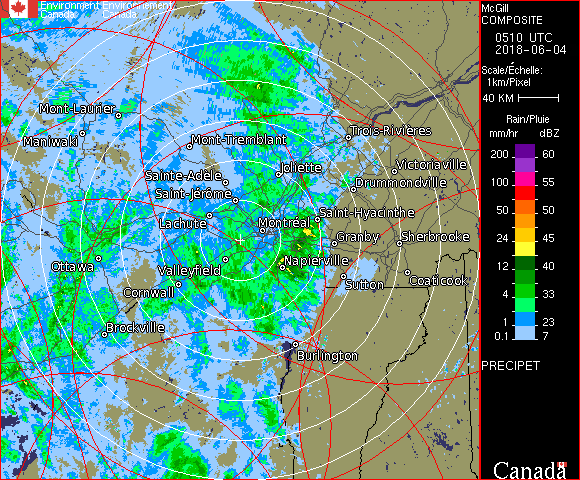 Environment Environnement
Canada Canada
McGill
COMPOSITE
0510 UTC
2018-06-04
Scale/Échelle:
1km/Pixel
40 KM
Rain/Pluie
mm/hr dBZ
200 60
100 55
50 50
24 45
12 40
4 33
1 23
0.1 7
PRECIPET
Canada
Mont-Laurier
Maniwaki
Mont-Tremblant
Trois-Rivières
Joliette
Victoriaville
Sainte-Adèle
Drummondville
Saint-Jérôme
Lachute
Saint-Hyacinthe
Montréal
Granby
Sherbrooke
Ottawa
Valleyfield
Napierville
Cornwall
Sutton
Coaticook
Brockville
Burlington